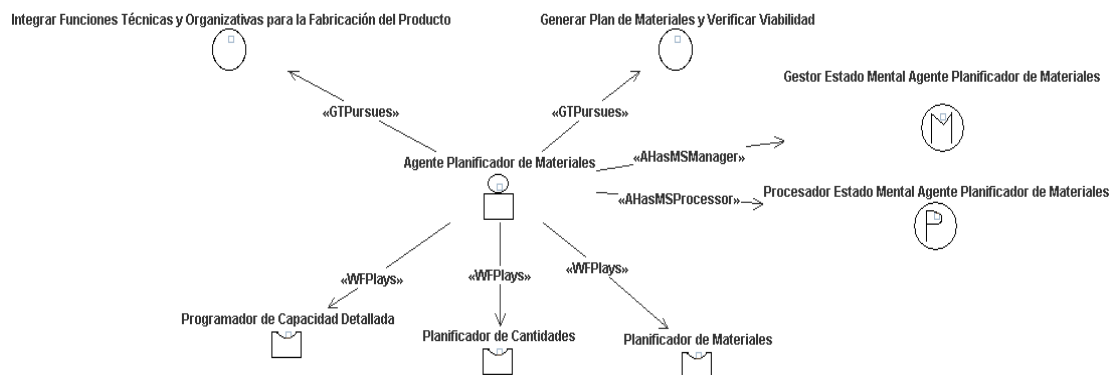 Integrar Funciones Técnicas y Organizativas para la Fabricación del Producto
Generar Plan de Materiales y Verificar Viabilidad
Gestor Estado Mental Agente Planificador de Materiales
M
«GTPursues»
«GTPursues»
Agente Planificador de Materiales
«AHasMSManager»
Procesador Estado Mental Agente Planificador de Materiales
«AHasMSProcessor»
P
«WFPlays»
«WFPlays»
«WFPlays»
Programador de Capacidad Detallada
Planificador de Cantidades
Planificador de Materiales